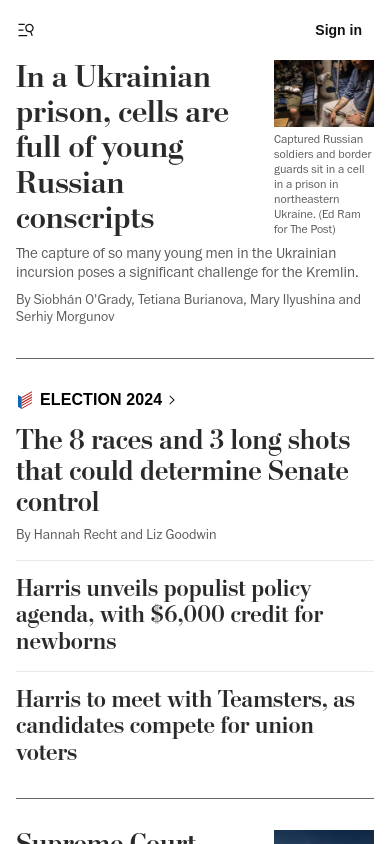 Sign in
In a Ukrainian
prison, cells are
full of young
Russian
conscripts
Captured Russian
soldiers and border
guards sit in a cell
in a prison in
northeastern
Ukraine. (Ed Ram
for The Post)
The capture of so many young men in the Ukrainian
incursion poses a significant challenge for the Kremlin.
By Siobhán O'Grady, Tetiana Burianova, Mary Ilyushina and
Serhiy Morgunov
ELECTION 2024
The 8 races and 3 long shots
that could determine Senate
control
By Hannah Recht and Liz Goodwin
Harris unveils populist policy
agenda, with $6,000 credit for
newborns
Harris to meet with Teamsters, as
candidates compete for union
voters
Supreme Court